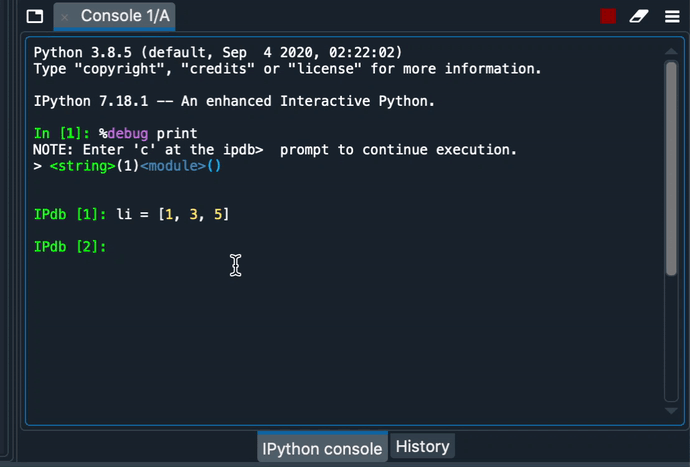 Console 1/A
Python 3.8.5 (default, Sep  4 2020, 02:22:02)
Type "copyright", "credits" or "license" for more information.
IPython 7.18.1 -- An enhanced Interactive Python.
In [1]: %debug print
NOTE: Enter 'c' at the ipdb>  prompt to continue execution.
> <string>(1)<module>()
IPdb [1]: li = [1, 3, 5]
IPdb [2]:
IPython console
History